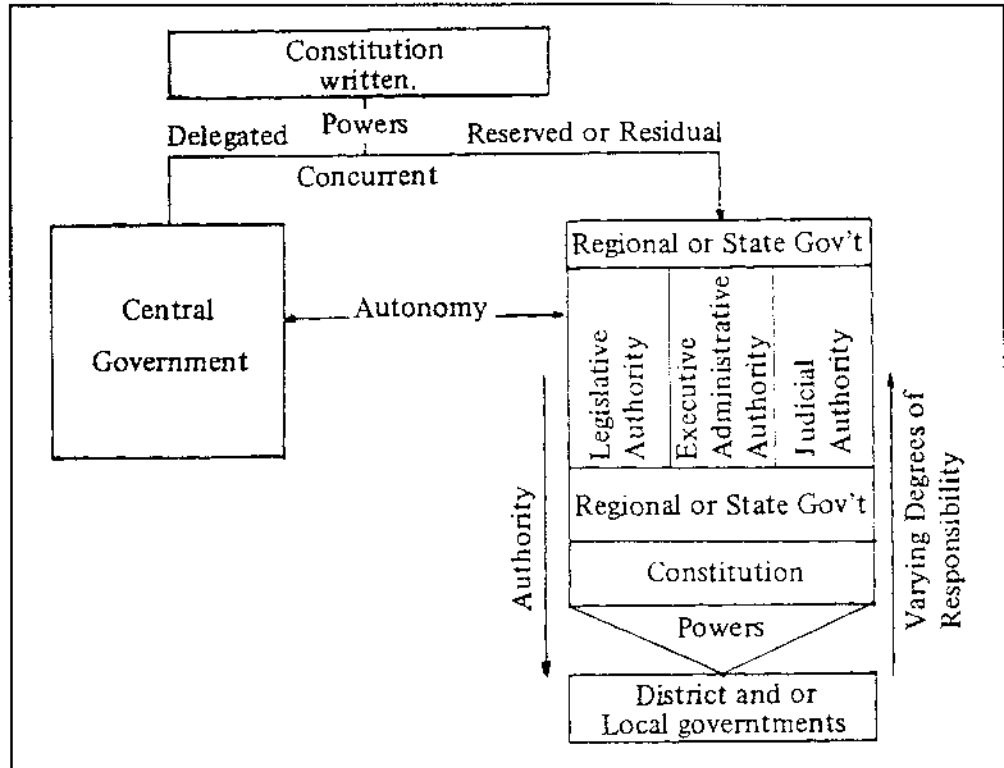 Constitution
written.
Powers
Delegated
Reserved or Residual
Concurrent
Central
Government
Autonomy
Regional or State Gov't
Legislative
Authority
Executive
Administrative
Authority
Judicial
Authority
Regional or State Gov't
Constitution
Powers
District and or
Local governtments
Authority
Varying Degrees of
Responsibility